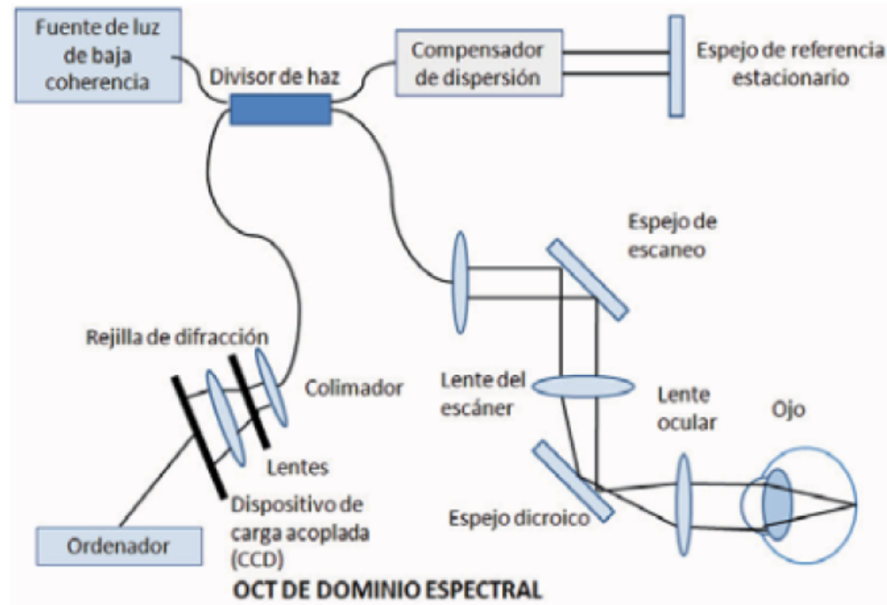 Fuente de luz
de baja
coherencia
Divisor de haz
Compensador
de dispersión
Espejo de referencia
estacionario
Espejo de
escaneo
Rejilla de difracción
Colimador
Lente del
escáner
Lente
ocular
Ojo
Lentes
Dispositivo de
carga acoplada
(CCD)
Espejo dicroico
Ordenador
OCT DE DOMINIO ESPECTRAL